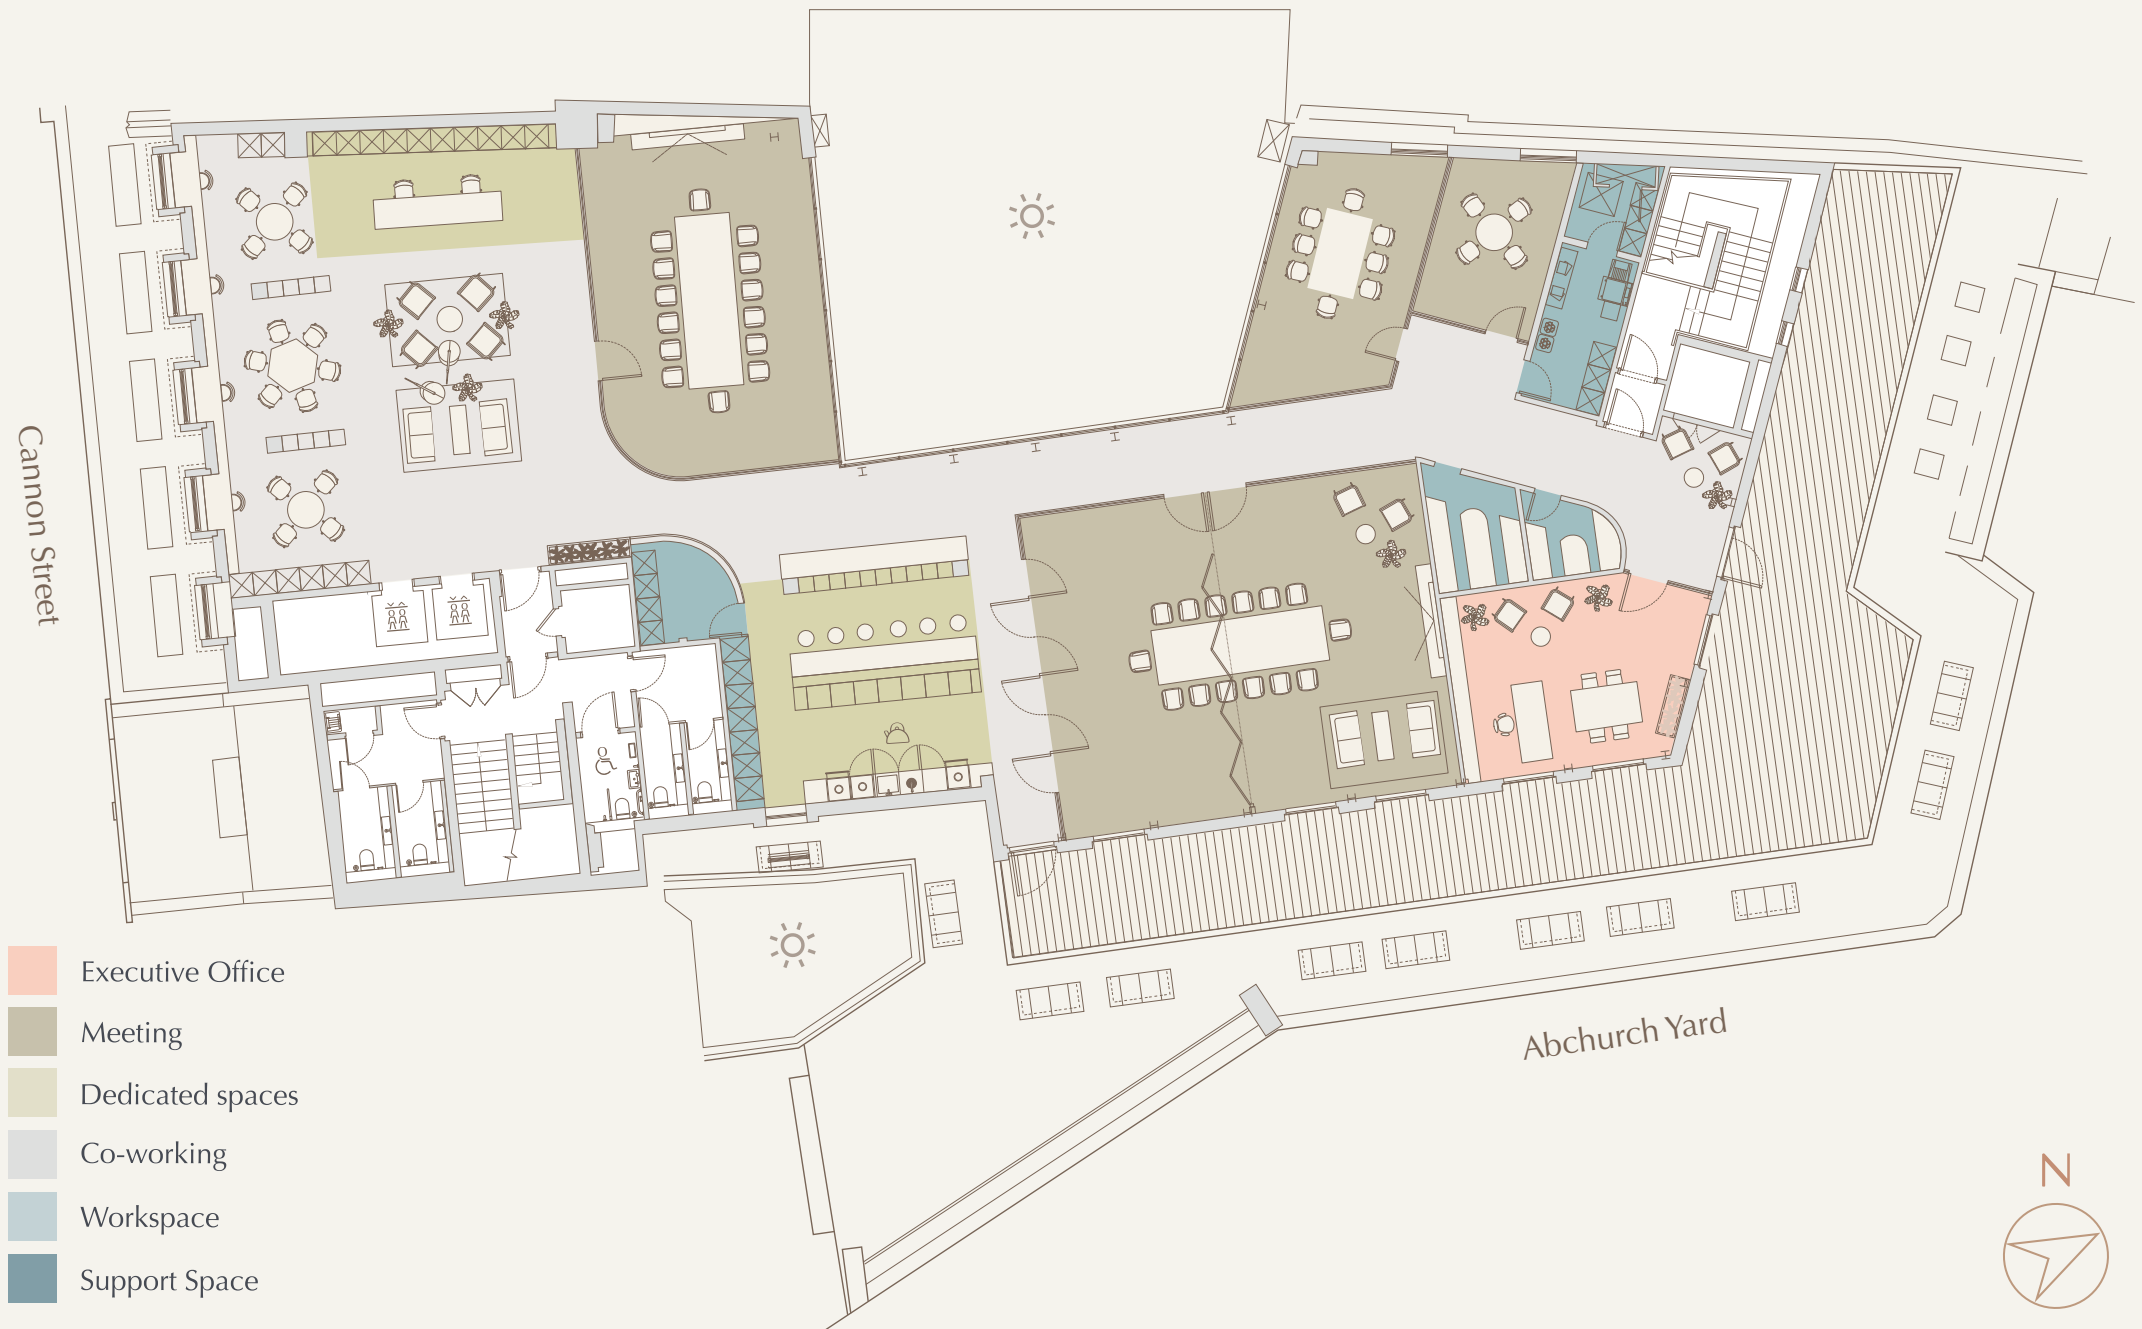 Cannon Street
Executive Office
Meeting
Dedicated spaces
Co-working
Workspace
Support Space
Abchurch Yard
N